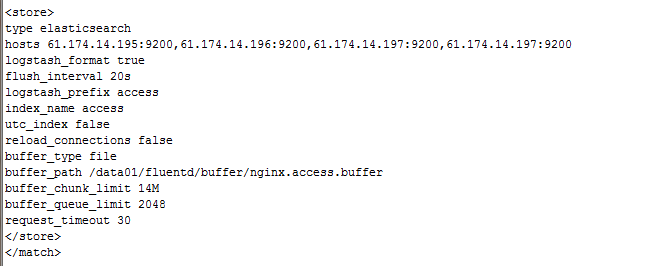 <store>
type elasticsearch
hosts 61.174.14.195:9200,61.174.14.196:9200,61.174.14.197:9200,61.174.14.197:9200
logstash_format true
flush_interval 20s
logstash_prefix access
index_name access
utc_index false
reload_connections false
buffer_type file
buffer_path /data01/fluentd/buffer/nginx.access.buffer
buffer_chunk_limit 14M
buffer_queue_limit 2048
request_timeout 30
</store>
</match>